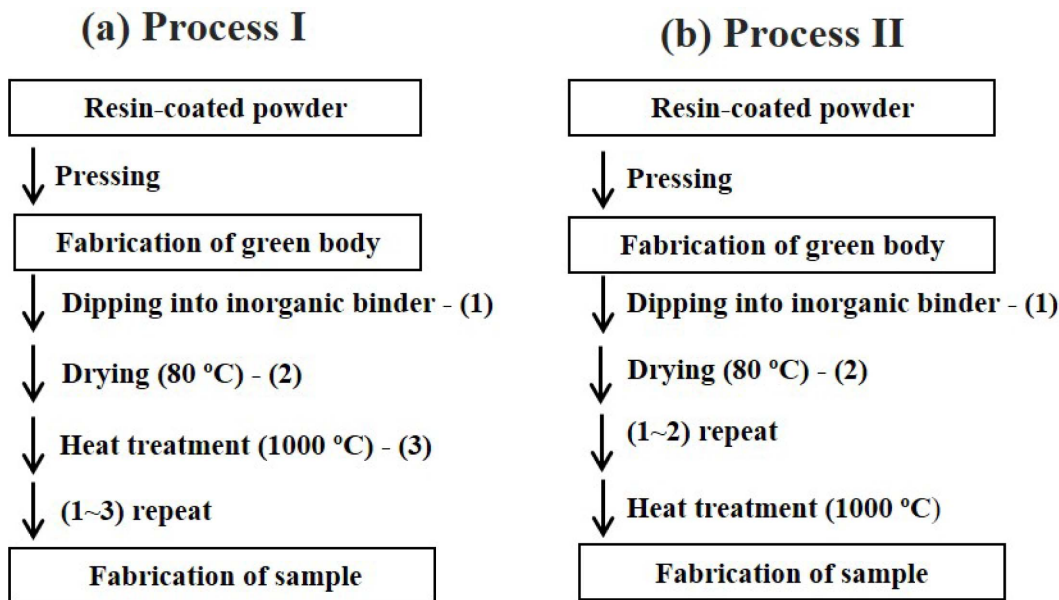 (a) Process I
Resin-coated powder
Pressing
Fabrication of green body
Dipping into inorganic binder - (1)
Drying (80 ºC) - (2)
Heat treatment (1000 ºC) - (3)
(1~3) repeat
Fabrication of sample
(b) Process II
Resin-coated powder
Pressing
Fabrication of green body
Dipping into inorganic binder - (1)
Drying (80 ºC) - (2)
(1~2) repeat
Heat treatment (1000 ºC)
Fabrication of sample